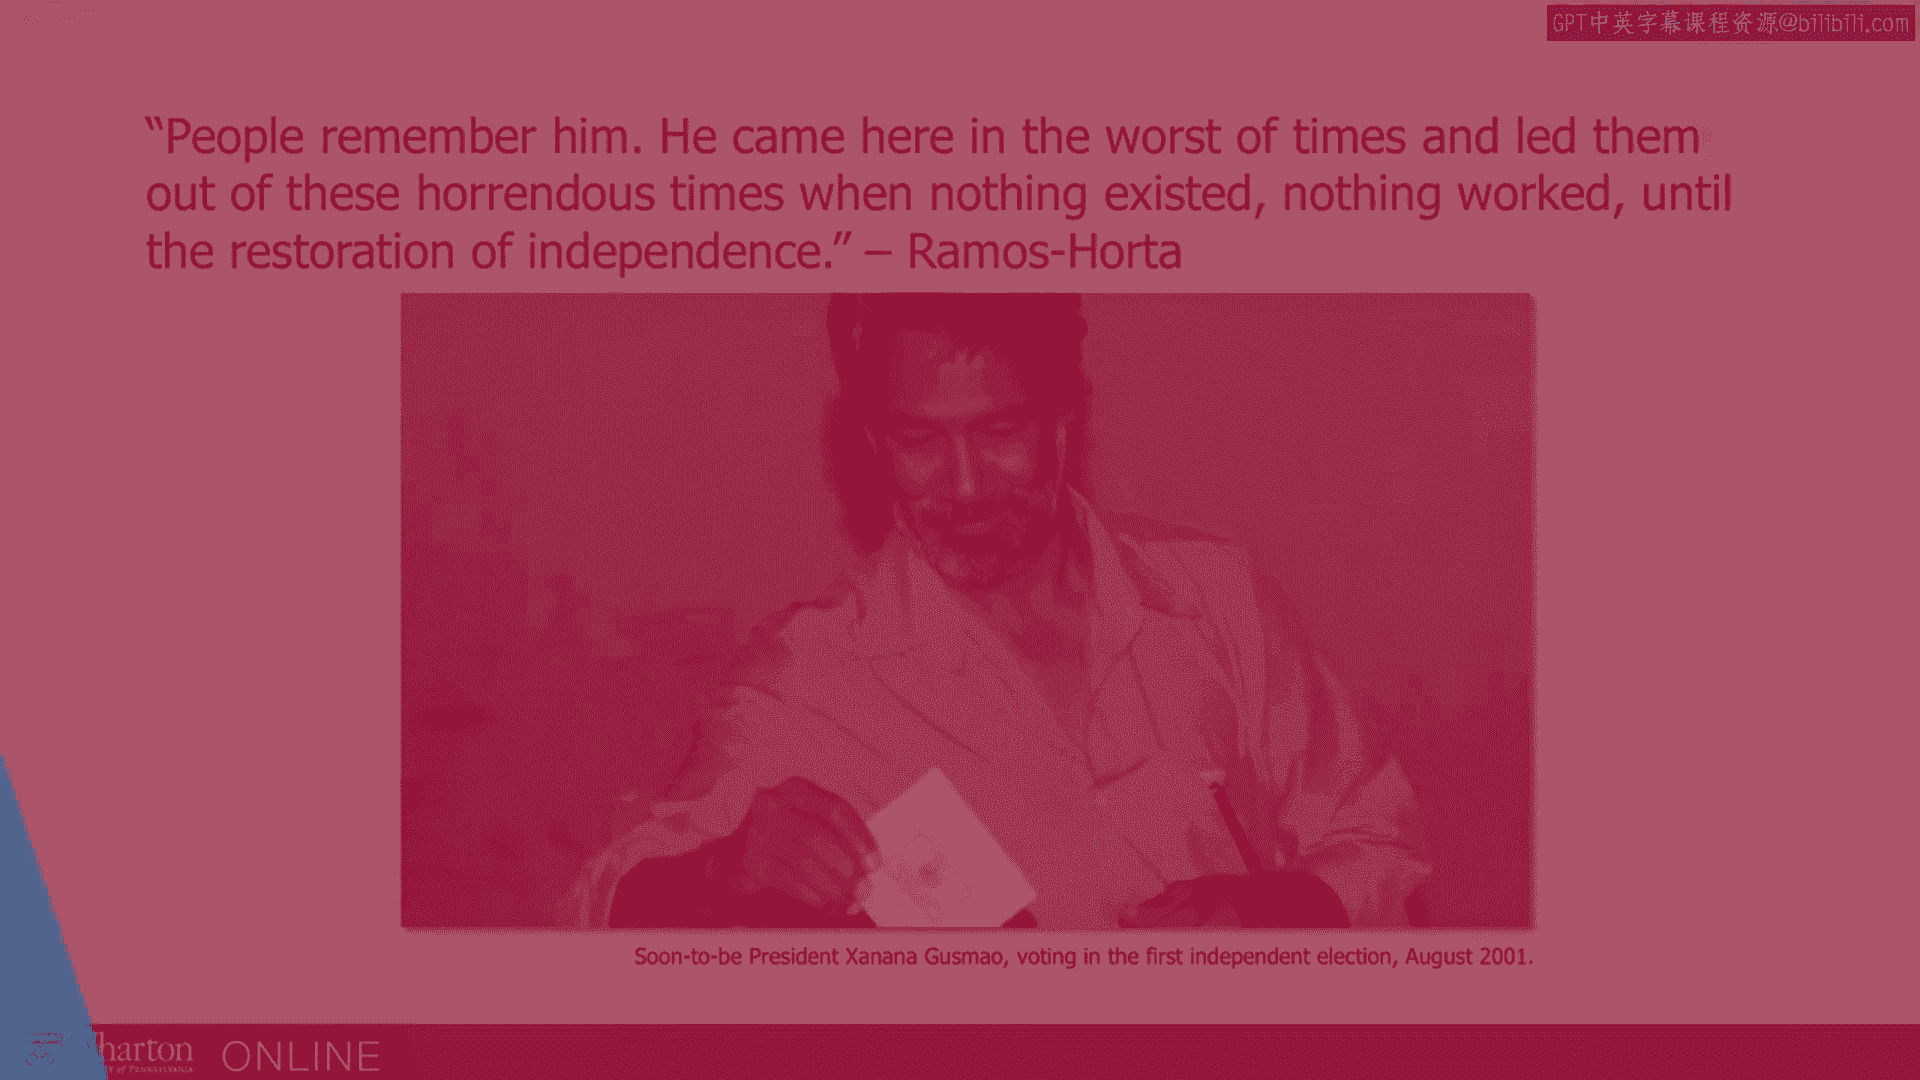 GPT中英字幕课程资源@bilibili.com
“People remember him. He came here in the worst of times and led them
out of these horrendous times when nothing existed, nothing worked, until
the restoration of independence.” – Ramos-Horta
Soon-to-be President Xanana Gusmao, voting in the first independent election, August 2001.
harton ONLINE
of PENNSYLVANIA